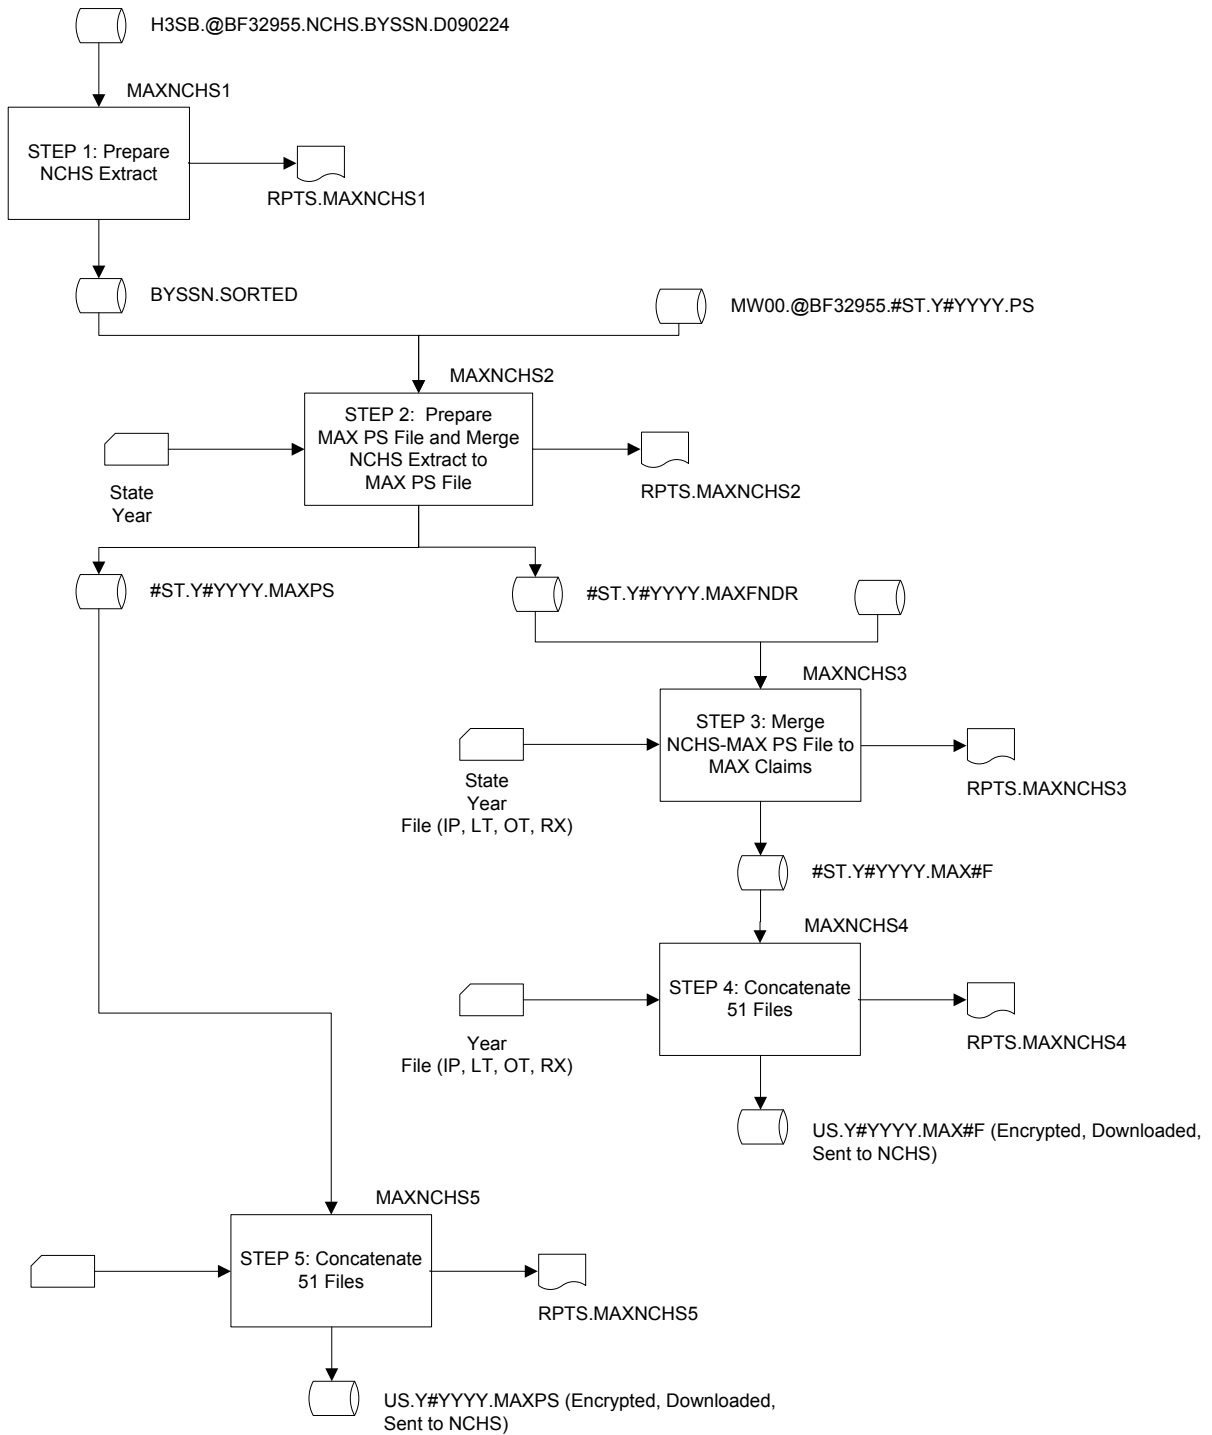 H3SB.@BF32955.NCHS.BYSSN.D090224
MAXNCHS1
STEP 1: Prepare
NCHS Extract
RPTS.MAXNCHS1
BYSSN.SORTED
MW00.@BF32955.#ST.Y#YYYY.PS
MAXNCHS2
STEP 2:  Prepare
MAX PS File and Merge
NCHS Extract to
MAX PS File
State
Year
RPTS.MAXNCHS2
#ST.Y#YYYY.MAXPS
#ST.Y#YYYY.MAXFNDR
MAXNCHS3
STEP 3: Merge
NCHS-MAX PS File to
MAX Claims
State
Year
File (IP, LT, OT, RX)
RPTS.MAXNCHS3
#ST.Y#YYYY.MAX#F
MAXNCHS4
STEP 4: Concatenate
51 Files
Year
File (IP, LT, OT, RX)
RPTS.MAXNCHS4
US.Y#YYYY.MAX#F (Encrypted, Downloaded,
Sent to NCHS)
MAXNCHS5
STEP 5: Concatenate
51 Files
RPTS.MAXNCHS5
US.Y#YYYY.MAXPS (Encrypted, Downloaded,
Sent to NCHS)